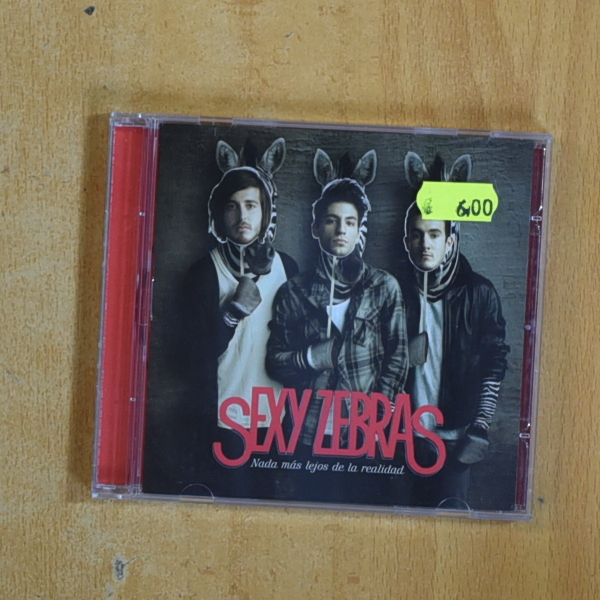 6,00
SEXY ZEBRAS
Nada más lejos de la realidad